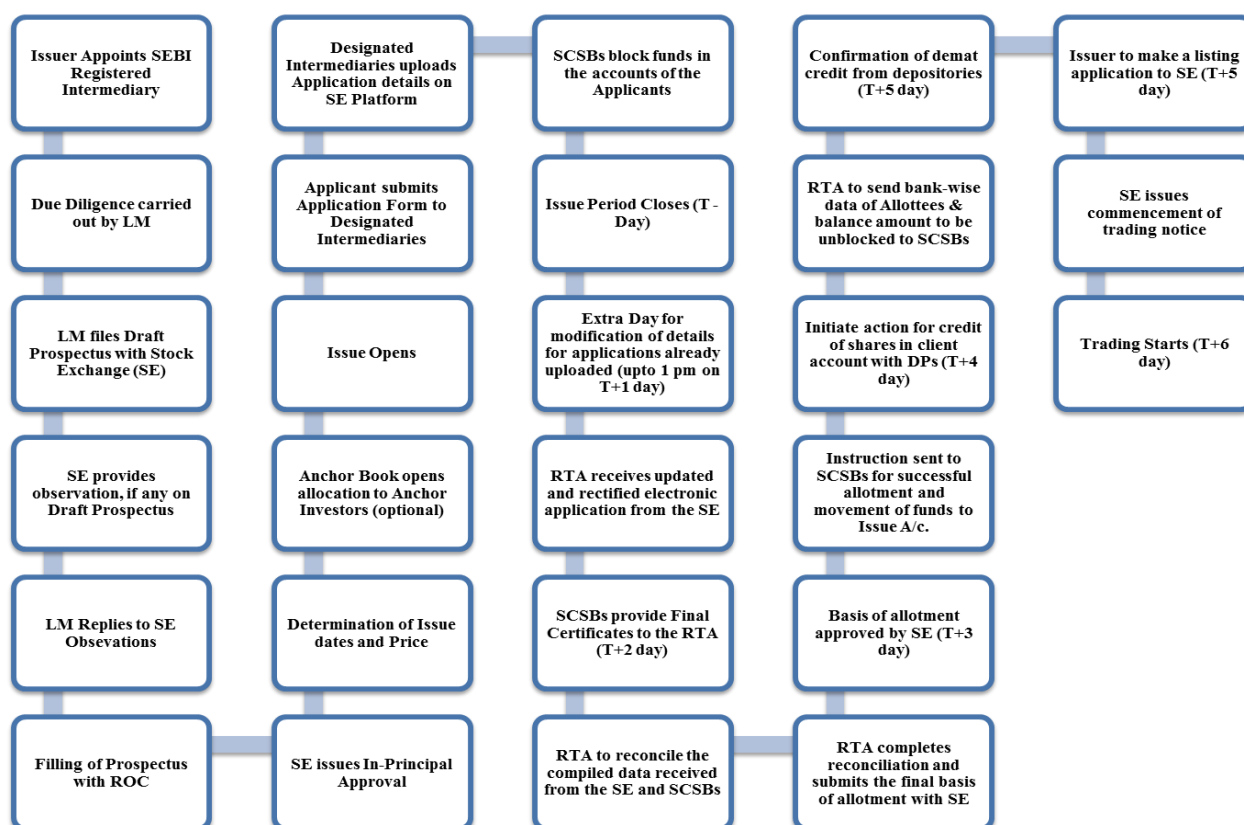 Issuer Appoints SEBI
Registered
Intermediary
Due Diligence carried
out by LM
LM files Draft
Prospectus with Stock
Exchange (SE)
SE provides
observation, if any on
Draft Prospectus
LM Replies to SE
Obsevations
Filling of Prospectus
with ROC
SE issues In-Principal
Approval
Determination of Issue
dates and Price
Anchor Book opens
allocation to Anchor
Investors (optional)
Issue Opens
Applicant submits
Application Form to
Designated
Intermediaries
Designated
Intermediaries uploads
Application details on
SE Platform
SCSBs block funds in
the accounts of the
Applicants
Issue Period Closes (T -
Day)
Extra Day for
modification of details
for applications already
uploaded (upto 1 pm on
T+1 day)
RTA receives updated
and rectified electronic
application from the SE
SCSBs provide Final
Certificates to the RTA
(T+2 day)
RTA to reconcile the
compiled data received
from the SE and SCSBs
RTA completes
reconciliation and
submits the final basis
of allotment with SE
Basis of allotment
approved by SE (T+3
day)
Instruction sent to
SCSBs for successful
allotment and
movement of funds to
Issue A/c.
Initiate action for credit
of shares in client
account with DPs (T+4
day)
RTA to send bank-wise
data of Allottees &
balance amount to be
unblocked to SCSBs
Confirmation of demat
credit from depositories
(T+5 day)
Issuer to make a listing
application to SE (T+5
day)
SE issues
commencement of
trading notice
Trading Starts (T+6
day)